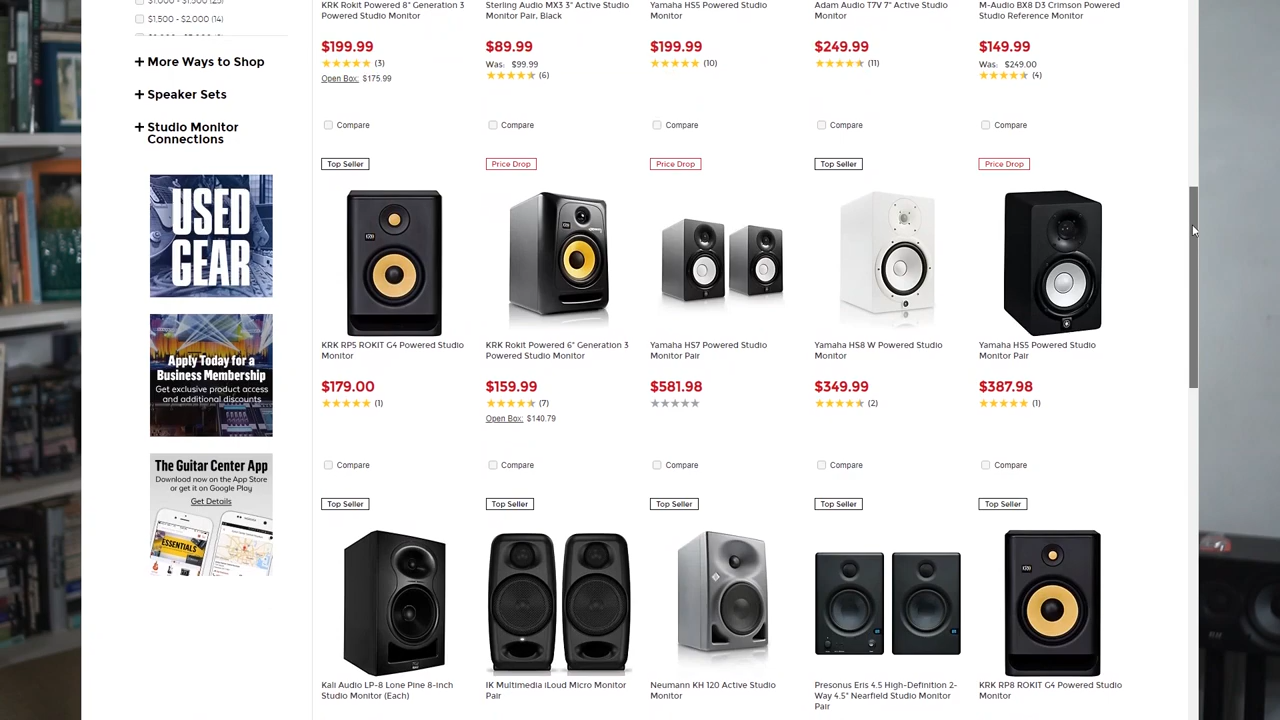 $1,000 - $1,500 (25)
$1,500 - $2,000 (14)
More Ways to Shop
Speaker Sets
Studio Monitor
Connections
USED
GEAR
Apply Today for a
Business Membership
Get exclusive product access
and additional discounts
The Guitar Center App
Download now on the App Store
or get it on Google Play
Get Details
ESSENTIALS
KRK Rokit Powered 8" Generation 3
Powered Studio Monitor
$199.99
(3)
Open Box: $175.99
Compare
Sterling Audio MX3 3" Active Studio
Monitor Pair, Black
$89.99
Was: $99.99
(6)
Compare
Yamaha HS5 Powered Studio
Monitor
$199.99
(10)
Compare
Adam Audio T7V 7" Active Studio
Monitor
$249.99
(11)
Compare
M-Audio BX8 D3 Crimson Powered
Studio Reference Monitor
$149.99
Was: $249.00
(4)
Compare
Top Seller
KRK
KRK RP5 ROKIT G4 Powered Studio
Monitor
$179.00
(1)
Compare
Price Drop
KRK
KRK Rokit Powered 6" Generation 3
Powered Studio Monitor
$159.99
(7)
Open Box: $140.79
Compare
Price Drop
Yamaha HS7 Powered Studio
Monitor Pair
$581.98
Compare
Top Seller
Yamaha HS8 W Powered Studio
Monitor
$349.99
(2)
Compare
Price Drop
Yamaha HS5 Powered Studio
Monitor Pair
$387.98
(1)
Compare
Top Seller
Kali Audio LP-8 Lone Pine 8-inch
Studio Monitor (Each)
Top Seller
IK Multimedia iLoud Micro Monitor
Pair
Top Seller
Neumann KH 120 Active Studio
Monitor
Top Seller
Presonus Eris 4.5 High-Definition 2-
Way 4.5" Nearfield Studio Monitor
Pair
Top Seller
KRK
KRK RP8 ROKIT G4 Powered Studio
Monitor